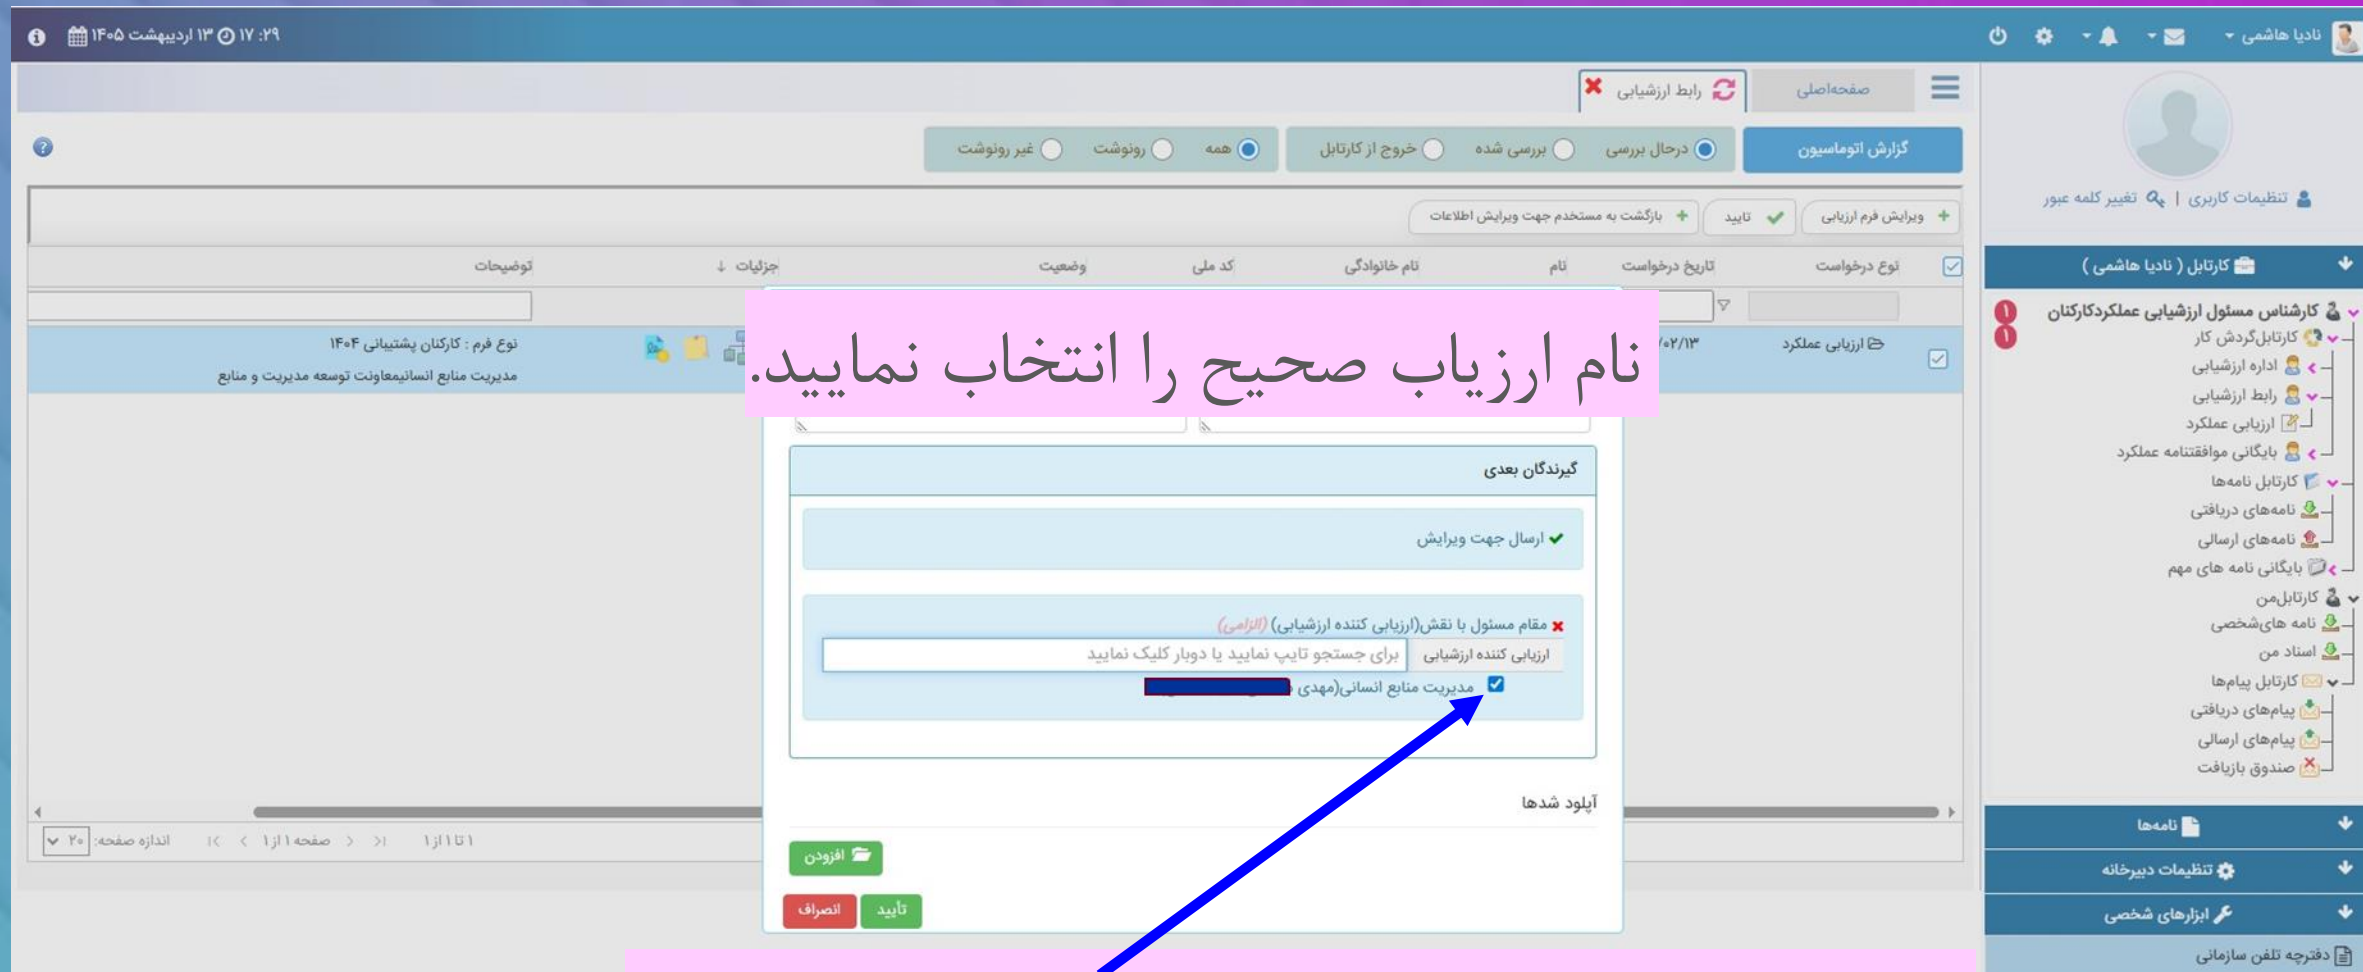 نادیا هاشمی
۱۷ :۲۹ ۱۳ اردیبهشت ۱۴۰۵
صفحه‌اصلی
رابط ارزشیابی
گزارش اتوماسیون
درحال بررسی بررسی شده خروج از کارتابل
همه رونوشت غیر رونوشت
تنظیمات کاربری | تغییر کلمه عبور
ویرایش فرم ارزیابی
تایید
بازگشت به مستخدم جهت ویرایش اطلاعات
نوع درخواست تاریخ درخواست نام نام خانوادگی کد ملی وضعیت جزئیات توضیحات
ارزیابی عملکرد
/۰۲/۱۳
نوع فرم : کارکنان پشتیبانی ۱۴۰۴
مدیریت منابع انسانیمعاونت توسعه مدیریت و منابع
نام ارزیاب صحیح را انتخاب نمایید.
گیرندگان بعدی
ارسال جهت ویرایش
مقام مسئول با نقش(ارزیابی کننده ارزشیابی) (الزامی)
ارزیابی کننده ارزشیابی برای جستجو تایپ نمایید یا دوبار کلیک نمایید
مدیریت منابع انسانی(مهدی
آپلود شدها
افزودن
تأیید انصراف
۱ تا ۱ از ۱ صفحه ۱ از ۱ اندازه صفحه: ۲۰
کارتابل ( نادیا هاشمی )
کارشناس مسئول ارزشیابی عملکردکارکنان ۱
کارتابل‌گردش کار ۱
اداره ارزشیابی
رابط ارزشیابی
ارزیابی عملکرد
بایگانی موافقتنامه عملکرد
کارتابل نامه‌ها
نامه‌های دریافتی
نامه‌های ارسالی
بایگانی نامه های مهم
کارتابل‌من
نامه های‌شخصی
اسناد من
کارتابل پیام‌ها
پیام‌های دریافتی
پیام‌های ارسالی
صندوق بازیافت
نامه‌ها
تنظیمات دبیرخانه
ابزارهای شخصی
دفترچه تلفن سازمانی